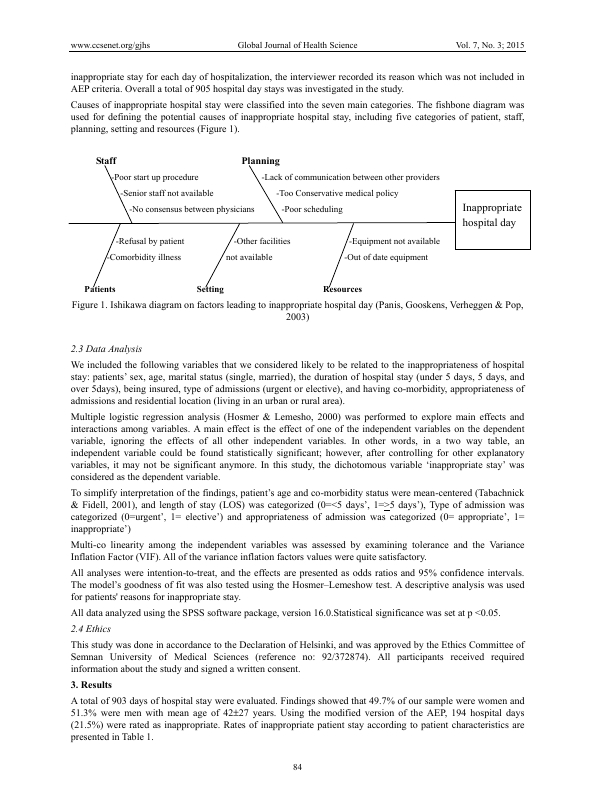 www.ccsenet.org/gjhs Global Journal of Health Science Vol. 7, No. 3; 2015
inappropriate stay for each day of hospitalization, the interviewer recorded its reason which was not included in
AEP criteria. Overall a total of 905 hospital day stays was investigated in the study.
Causes of inappropriate hospital stay were classified into the seven main categories. The fishbone diagram was
used for defining the potential causes of inappropriate hospital stay, including five categories of patient, staff,
planning, setting and resources (Figure 1).
Staff Planning
-Poor start up procedure -Lack of communication between other providers
-Senior staff not available -Too Conservative medical policy
-No consensus between physicians -Poor scheduling
Inappropriate
hospital day
-Refusal by patient -Other facilities -Equipment not available
-Comorbidity illness not available -Out of date equipment
Patients Setting Resources
Figure 1. Ishikawa diagram on factors leading to inappropriate hospital day (Panis, Gooskens, Verheggen & Pop,
2003)
2.3 Data Analysis
We included the following variables that we considered likely to be related to the inappropriateness of hospital
stay: patients’ sex, age, marital status (single, married), the duration of hospital stay (under 5 days, 5 days, and
over 5days), being insured, type of admissions (urgent or elective), and having co-morbidity, appropriateness of
admissions and residential location (living in an urban or rural area).
Multiple logistic regression analysis (Hosmer & Lemesho, 2000) was performed to explore main effects and
interactions among variables. A main effect is the effect of one of the independent variables on the dependent
variable, ignoring the effects of all other independent variables. In other words, in a two way table, an
independent variable could be found statistically significant; however, after controlling for other explanatory
variables, it may not be significant anymore. In this study, the dichotomous variable ‘inappropriate stay’ was
considered as the dependent variable.
To simplify interpretation of the findings, patient’s age and co-morbidity status were mean-centered (Tabachnick
& Fidell, 2001), and length of stay (LOS) was categorized (0=<5 days’, 1=≥5 days’), Type of admission was
categorized (0=urgent’, 1= elective’) and appropriateness of admission was categorized (0= appropriate’, 1=
inappropriate’)
Multi-co linearity among the independent variables was assessed by examining tolerance and the Variance
Inflation Factor (VIF). All of the variance inflation factors values were quite satisfactory.
All analyses were intention-to-treat, and the effects are presented as odds ratios and 95% confidence intervals.
The model’s goodness of fit was also tested using the Hosmer–Lemeshow test. A descriptive analysis was used
for patients' reasons for inappropriate stay.
All data analyzed using the SPSS software package, version 16.0.Statistical significance was set at p <0.05.
2.4 Ethics
This study was done in accordance to the Declaration of Helsinki, and was approved by the Ethics Committee of
Semnan University of Medical Sciences (reference no: 92/372874). All participants received required
information about the study and signed a written consent.
3. Results
A total of 903 days of hospital stay were evaluated. Findings showed that 49.7% of our sample were women and
51.3% were men with mean age of 42±27 years. Using the modified version of the AEP, 194 hospital days
(21.5%) were rated as inappropriate. Rates of inappropriate patient stay according to patient characteristics are
presented in Table 1.
84